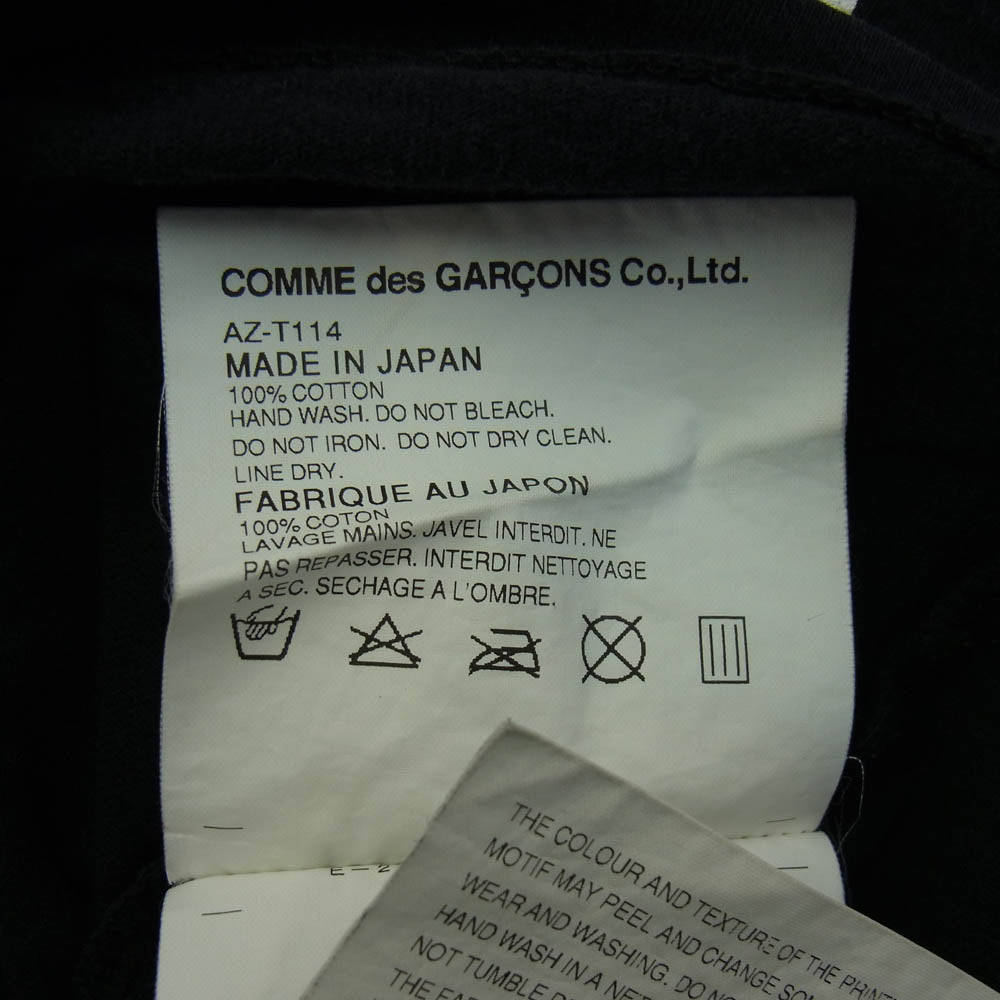 COMME des GARÇONS Co.,Ltd.
AZ-T114
MADE IN JAPAN
100% COTTON
HAND WASH. DO NOT BLEACH.
DO NOT IRON. DO NOT DRY CLEAN.
LINE DRY.
FABRIQUE AU JAPON
100% COTON
LAVAGE MAINS. JAVEL INTERDIT. NE
PAS REPASSER. INTERDIT NETTOYAGE
A SEC. SECHAGE A L'OMBRE.
E-2
THE COLOUR AND TEXTURE OF THE
MOTIF MAY PEEL AND CHANGE
WEAR AND WASHING. DO
HAND WASH IN A
NOT TUMBLE
THE